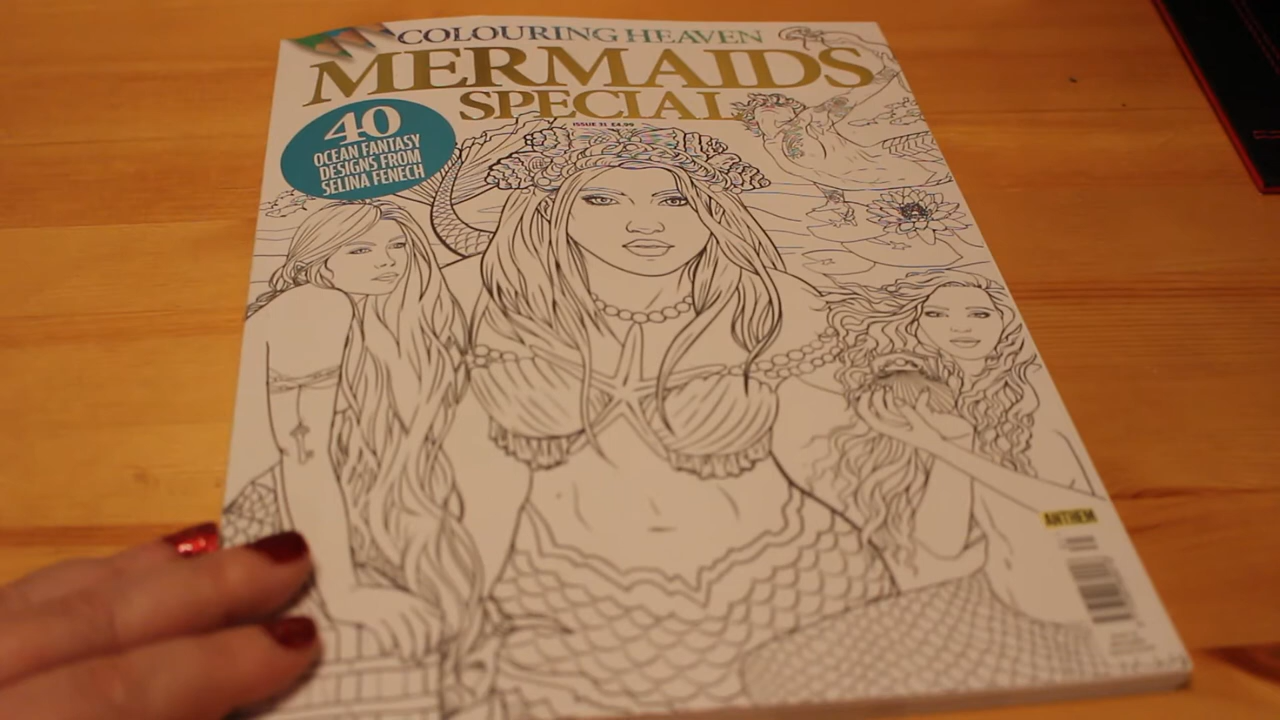 COLOURING HEAVEN
MERMAIDS
SPECIAL
ISSUE 31 £4.99
40
OCEAN FANTASY
DESIGNS FROM
SELINA FENECH
ANTHEM